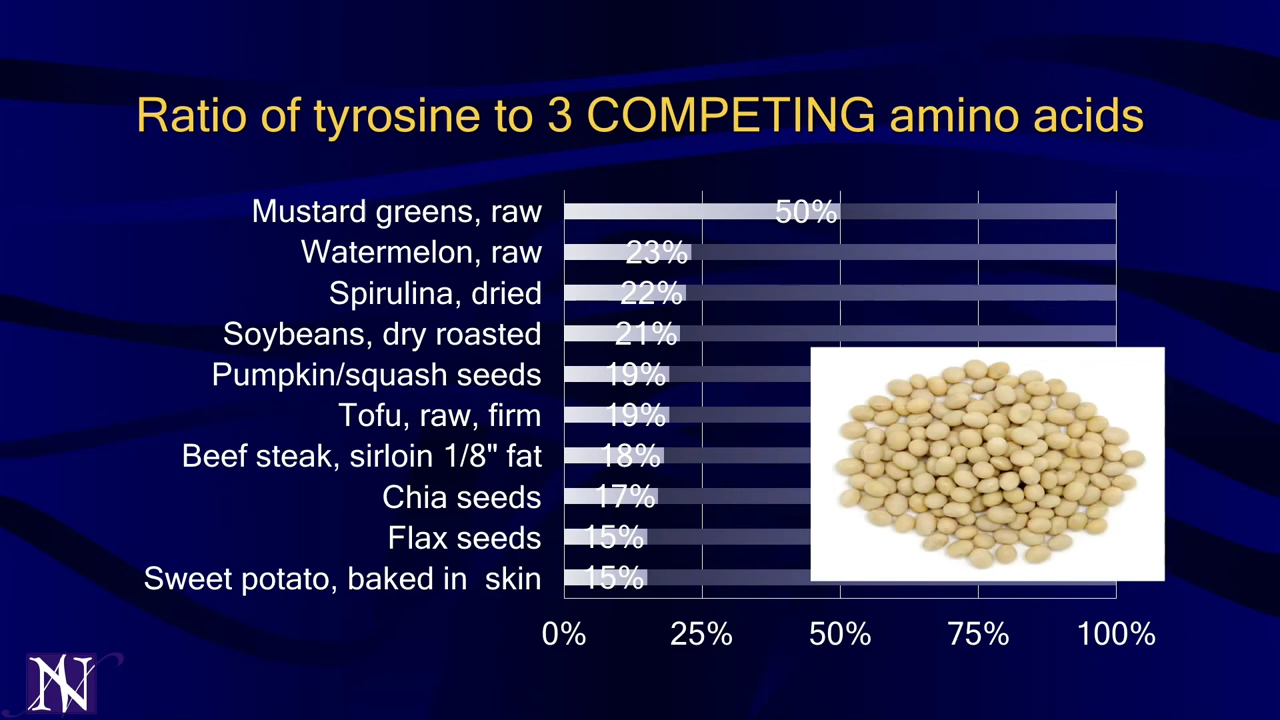 Ratio of tyrosine to 3 COMPETING amino acids
Mustard greens, raw 50%
Watermelon, raw 23%
Spirulina, dried 22%
Soybeans, dry roasted 21%
Pumpkin/squash seeds 19%
Tofu, raw, firm 19%
Beef steak, sirloin 1/8" fat 18%
Chia seeds 17%
Flax seeds 15%
Sweet potato, baked in  skin 15%
0% 25% 50% 75% 100%